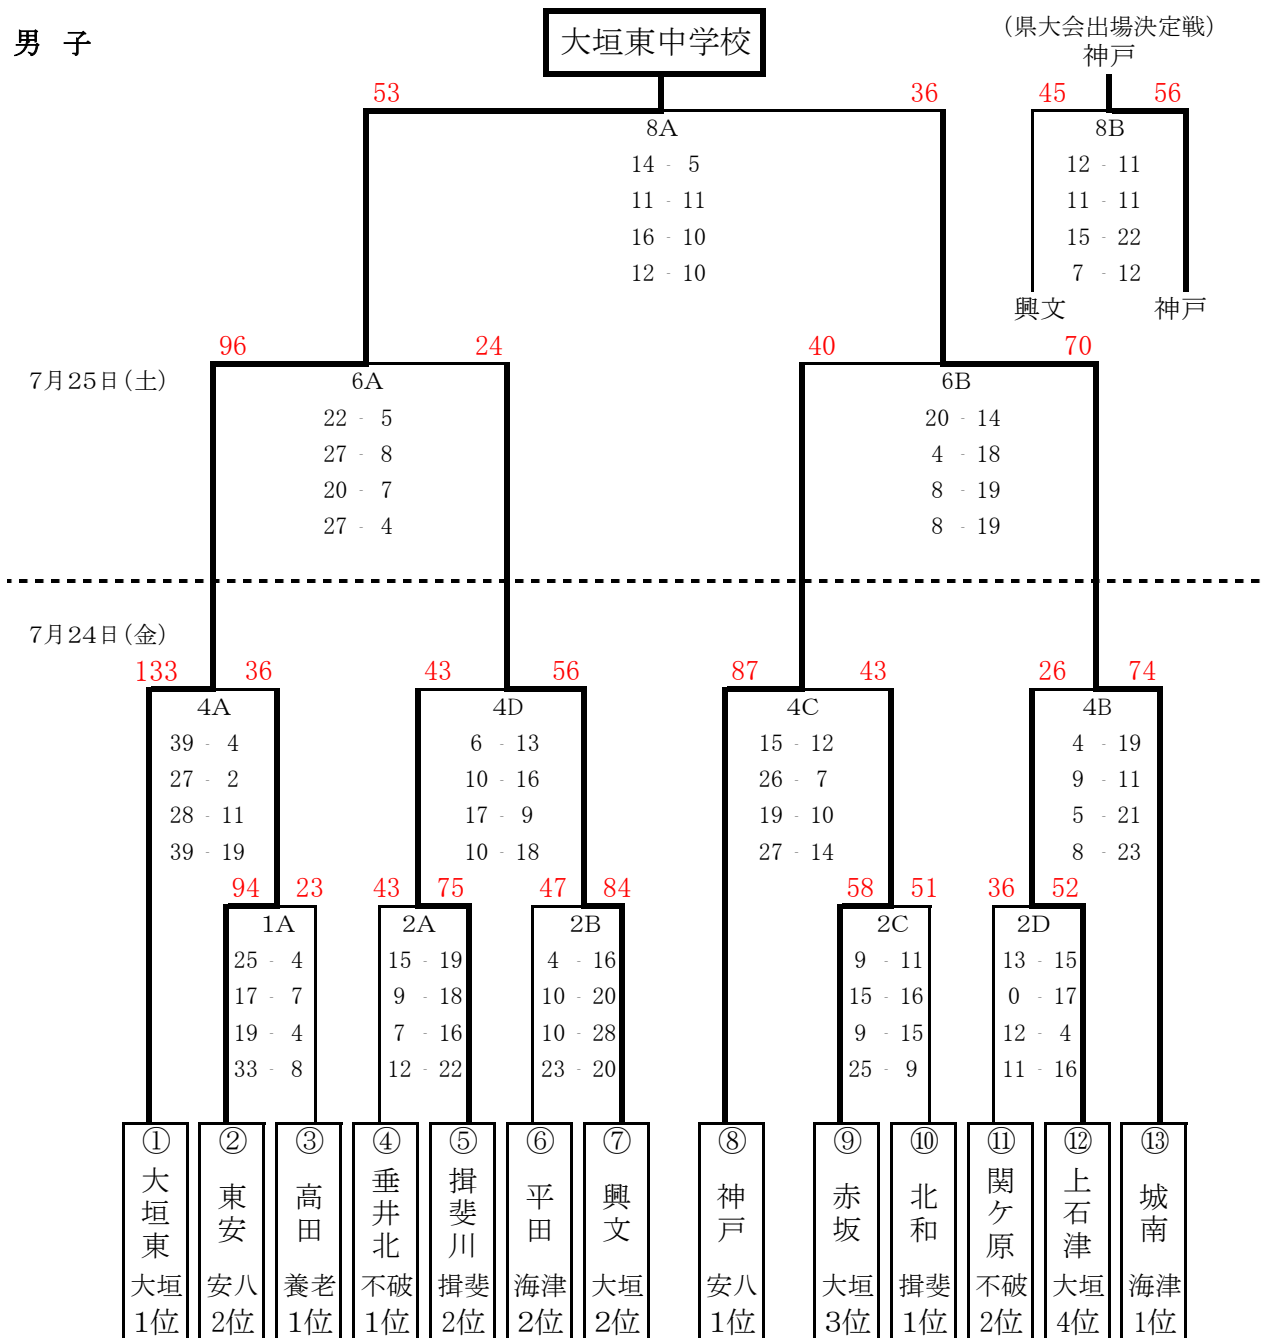 男 子
大垣東中学校
（県大会出場決定戦）
神戸
53 36
45 56
8A
14 - 5
11 - 11
16 - 10
12 - 10
8B
12 - 11
11 - 11
15 - 22
7 - 12
興文 神戸
96 24
40 70
7月25日（土）
6A
22 - 5
27 - 8
20 - 7
27 - 4
6B
20 - 14
4 - 18
8 - 19
8 - 19
7月24日（金）
133 36
43 56
87 43
26 74
4A
39 - 4
27 - 2
28 - 11
39 - 19
4D
6 - 13
10 - 16
17 - 9
10 - 18
4C
15 - 12
26 - 7
19 - 10
27 - 14
4B
4 - 19
9 - 11
5 - 21
8 - 23
94 23
43 75
47 84
58 51
36 52
1A
25 - 4
17 - 7
19 - 4
33 - 8
2A
15 - 19
9 - 18
7 - 16
12 - 22
2B
4 - 16
10 - 20
10 - 28
23 - 20
2C
9 - 11
15 - 16
9 - 15
25 - 9
2D
13 - 15
0 - 17
12 - 4
11 - 16
①
大垣東
大垣
1位
②
東安
安八
2位
③
高田
養老
1位
④
垂井北
不破
1位
⑤
揖斐川
揖斐
2位
⑥
平田
海津
2位
⑦
興文
大垣
2位
⑧
神戸
安八
1位
⑨
赤坂
大垣
3位
⑩
北和
揖斐
1位
⑪
関ケ原
不破
2位
⑫
上石津
大垣
4位
⑬
城南
海津
1位